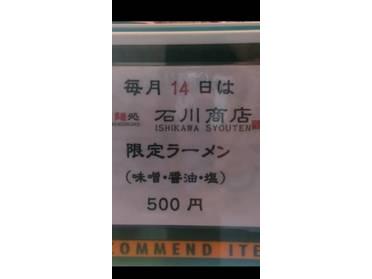 毎月14日は
麺処 石川商店
ISHIKAWA SYOUTEN
限定ラーメン
(味噌・醤油・塩)
500円
COMMEND ITE